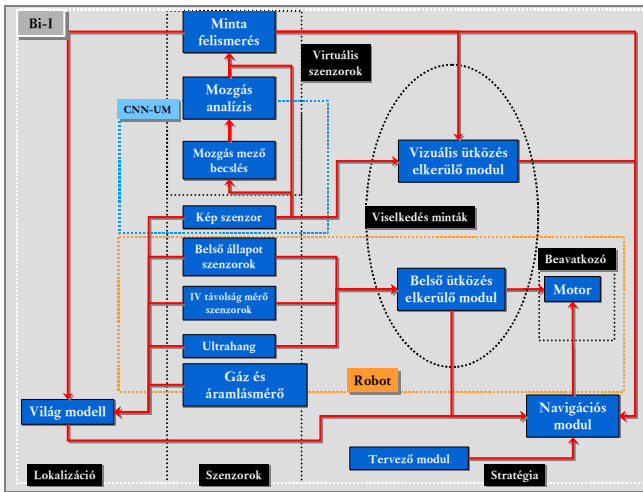 Bi-I
Minta
felismerés
Virtuális
szenzorok
Mozgás
analízis
CNN-UM
Mozgás mező
becslés
Vizuális ütközés
elkerülő modul
Kép szenzor
Viselkedés minták
Belső állapot
szenzorok
Beavatkozó
Belső ütközés
elkerülő modul
Motor
IV távolság mérő
szenzorok
Ultrahang
Gáz és
áramlásmérő
Robot
Világ modell
Navigációs
modul
Tervező modul
Lokalizáció
Szenzorok
Stratégia